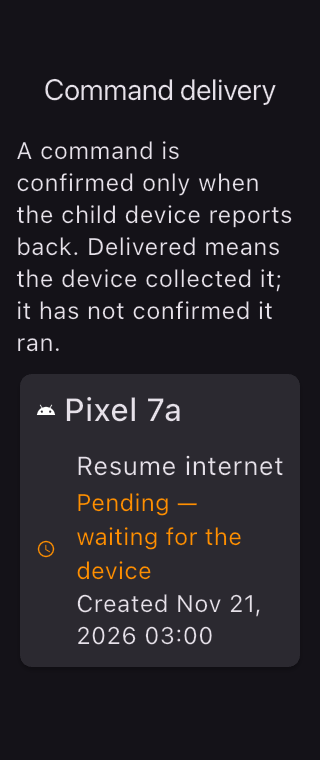 Command delivery
A command is
confirmed only when
the child device reports
back. Delivered means
the device collected it;
it has not confirmed it
ran.
Pixel 7a
Resume internet
Pending —
waiting for the
device
Created Nov 21,
2026 03:00